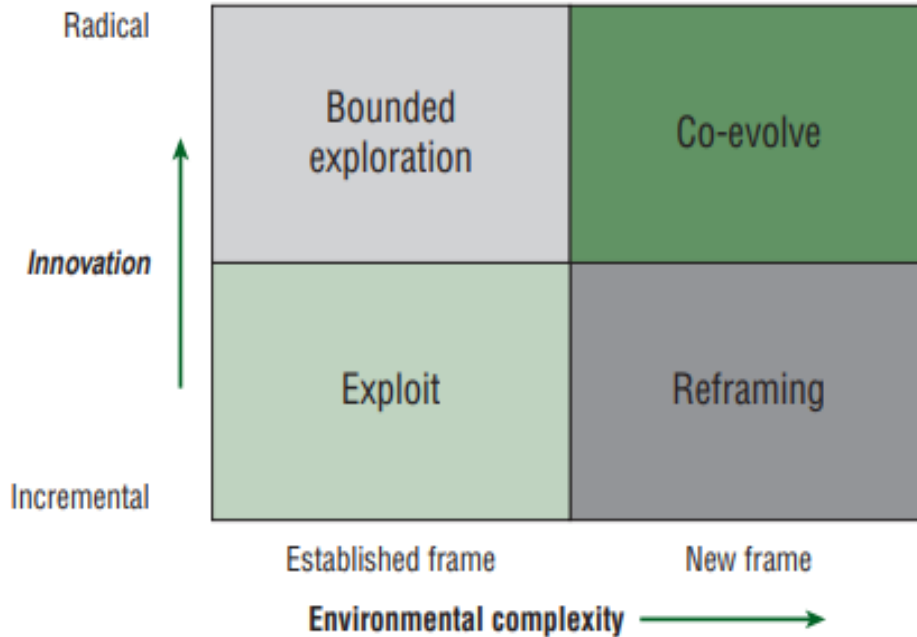 Radical
Bounded
exploration
Co-evolve
Innovation
Exploit
Reframing
Incremental
Established frame
New frame
Environmental complexity